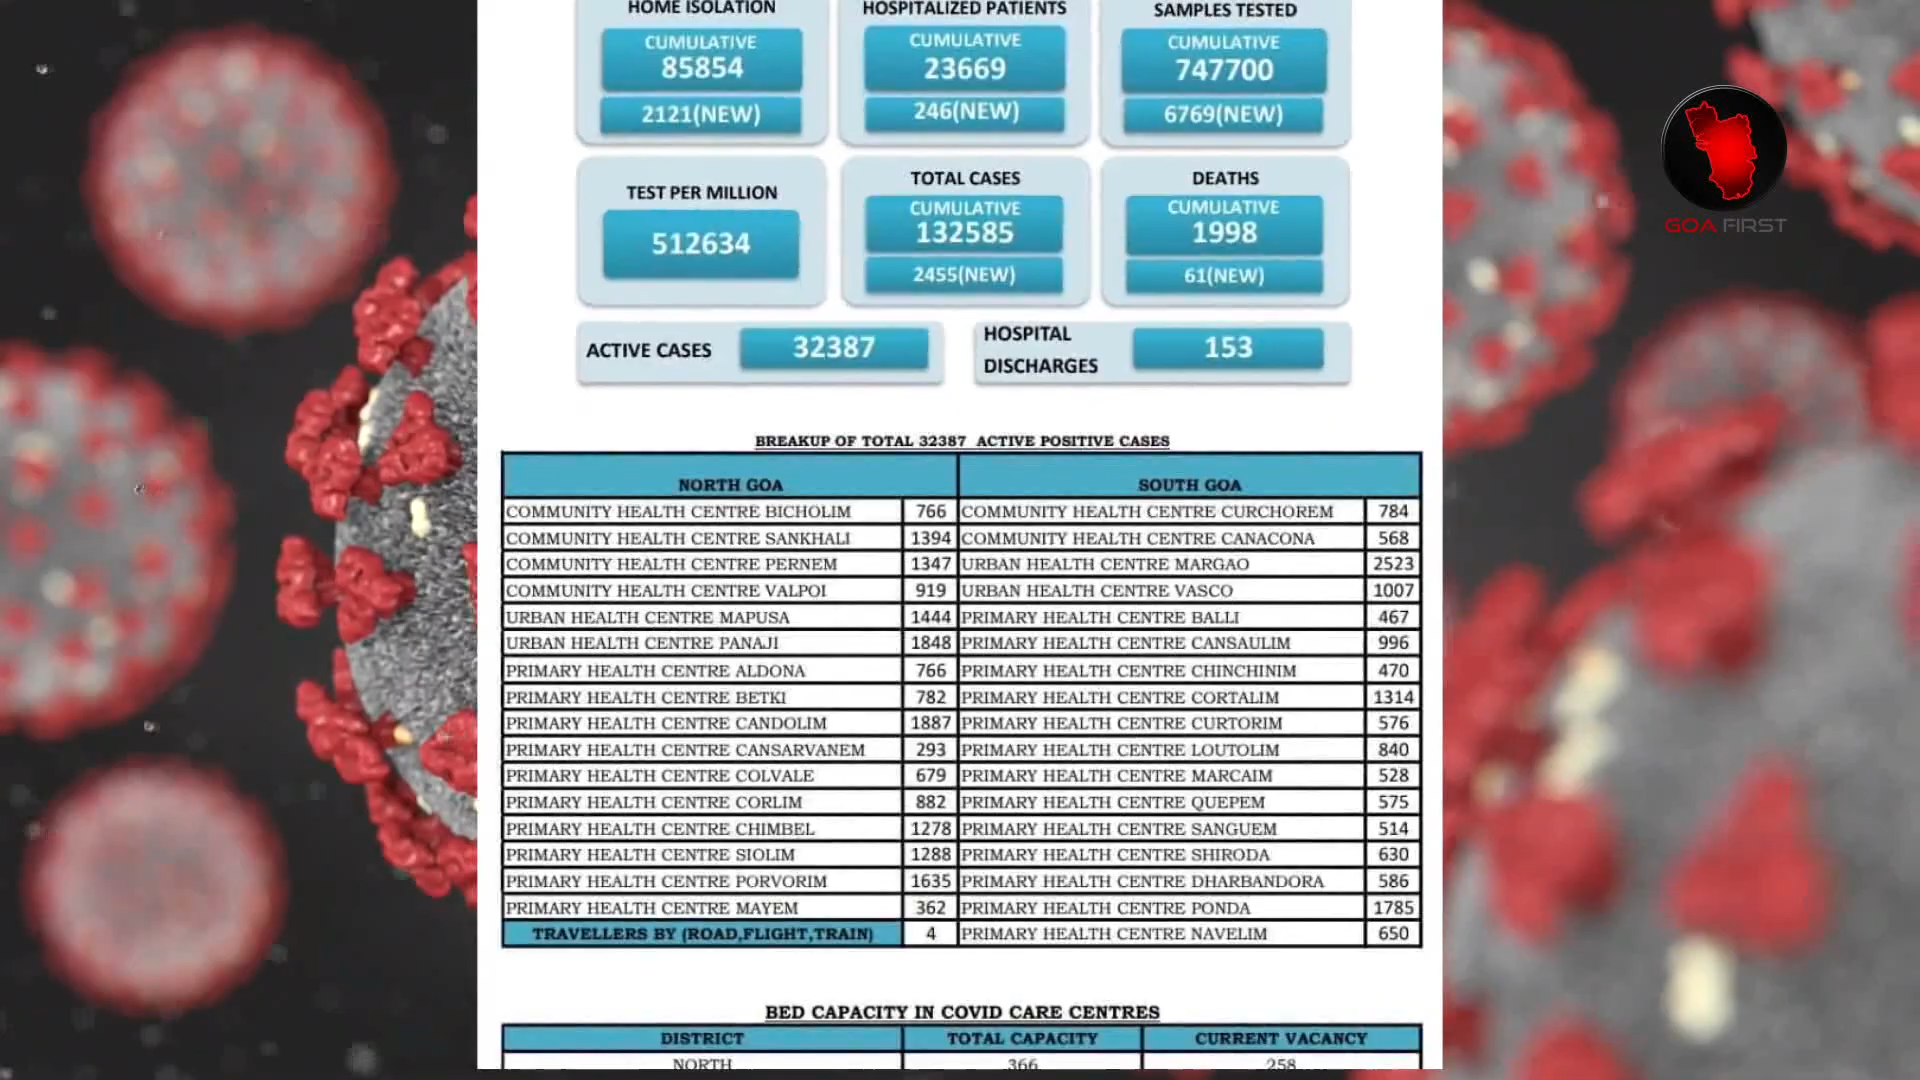 HOME ISOLATION
CUMULATIVE
85854
2121(NEW)
HOSPITALIZED PATIENTS
CUMULATIVE
23669
246(NEW)
SAMPLES TESTED
CUMULATIVE
747700
6769(NEW)
TEST PER MILLION
512634
TOTAL CASES
CUMULATIVE
132585
2455(NEW)
DEATHS
CUMULATIVE
1998
61(NEW)
ACTIVE CASES 32387
HOSPITAL
DISCHARGES
153
GOA FIRST
BREAKUP OF TOTAL 32387 ACTIVE POSITIVE CASES
NORTH GOA SOUTH GOA
COMMUNITY HEALTH CENTRE BICHOLIM 766 COMMUNITY HEALTH CENTRE CURCHOREM 784
COMMUNITY HEALTH CENTRE SANKHALI 1394 COMMUNITY HEALTH CENTRE CANACONA 568
COMMUNITY HEALTH CENTRE PERNEM 1347 URBAN HEALTH CENTRE MARGAO 2523
COMMUNITY HEALTH CENTRE VALPOI 919 URBAN HEALTH CENTRE VASCO 1007
URBAN HEALTH CENTRE MAPUSA 1444 PRIMARY HEALTH CENTRE BALLI 467
URBAN HEALTH CENTRE PANAJI 1848 PRIMARY HEALTH CENTRE CANSAULIM 996
PRIMARY HEALTH CENTRE ALDONA 766 PRIMARY HEALTH CENTRE CHINCHINIM 470
PRIMARY HEALTH CENTRE BETKI 782 PRIMARY HEALTH CENTRE CORTALIM 1314
PRIMARY HEALTH CENTRE CANDOLIM 1887 PRIMARY HEALTH CENTRE CURTORIM 576
PRIMARY HEALTH CENTRE CANSARVANEM 293 PRIMARY HEALTH CENTRE LOUTOLIM 840
PRIMARY HEALTH CENTRE COLVALE 679 PRIMARY HEALTH CENTRE MARCAIM 528
PRIMARY HEALTH CENTRE CORLIM 882 PRIMARY HEALTH CENTRE QUEPEM 575
PRIMARY HEALTH CENTRE CHIMBEL 1278 PRIMARY HEALTH CENTRE SANGUEM 514
PRIMARY HEALTH CENTRE SIOLIM 1288 PRIMARY HEALTH CENTRE SHIRODA 630
PRIMARY HEALTH CENTRE PORVORIM 1635 PRIMARY HEALTH CENTRE DHARBANDORA 586
PRIMARY HEALTH CENTRE MAYEM 362 PRIMARY HEALTH CENTRE PONDA 1785
TRAVELLERS BY (ROAD,FLIGHT,TRAIN) 4 PRIMARY HEALTH CENTRE NAVELIM 650
BED CAPACITY IN COVID CARE CENTRES
DISTRICT TOTAL CAPACITY CURRENT VACANCY
NORTH 366 258